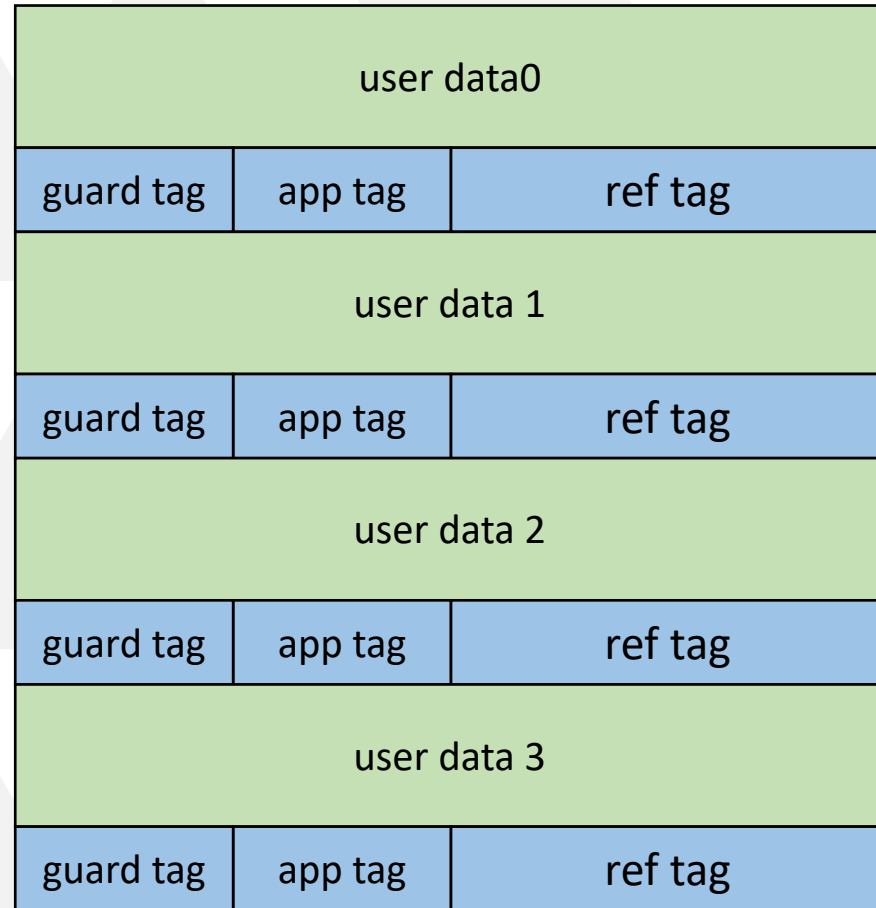 user data0
guard tag app tag ref tag
user data 1
guard tag app tag ref tag
user data 2
guard tag app tag ref tag
user data 3
guard tag app tag ref tag